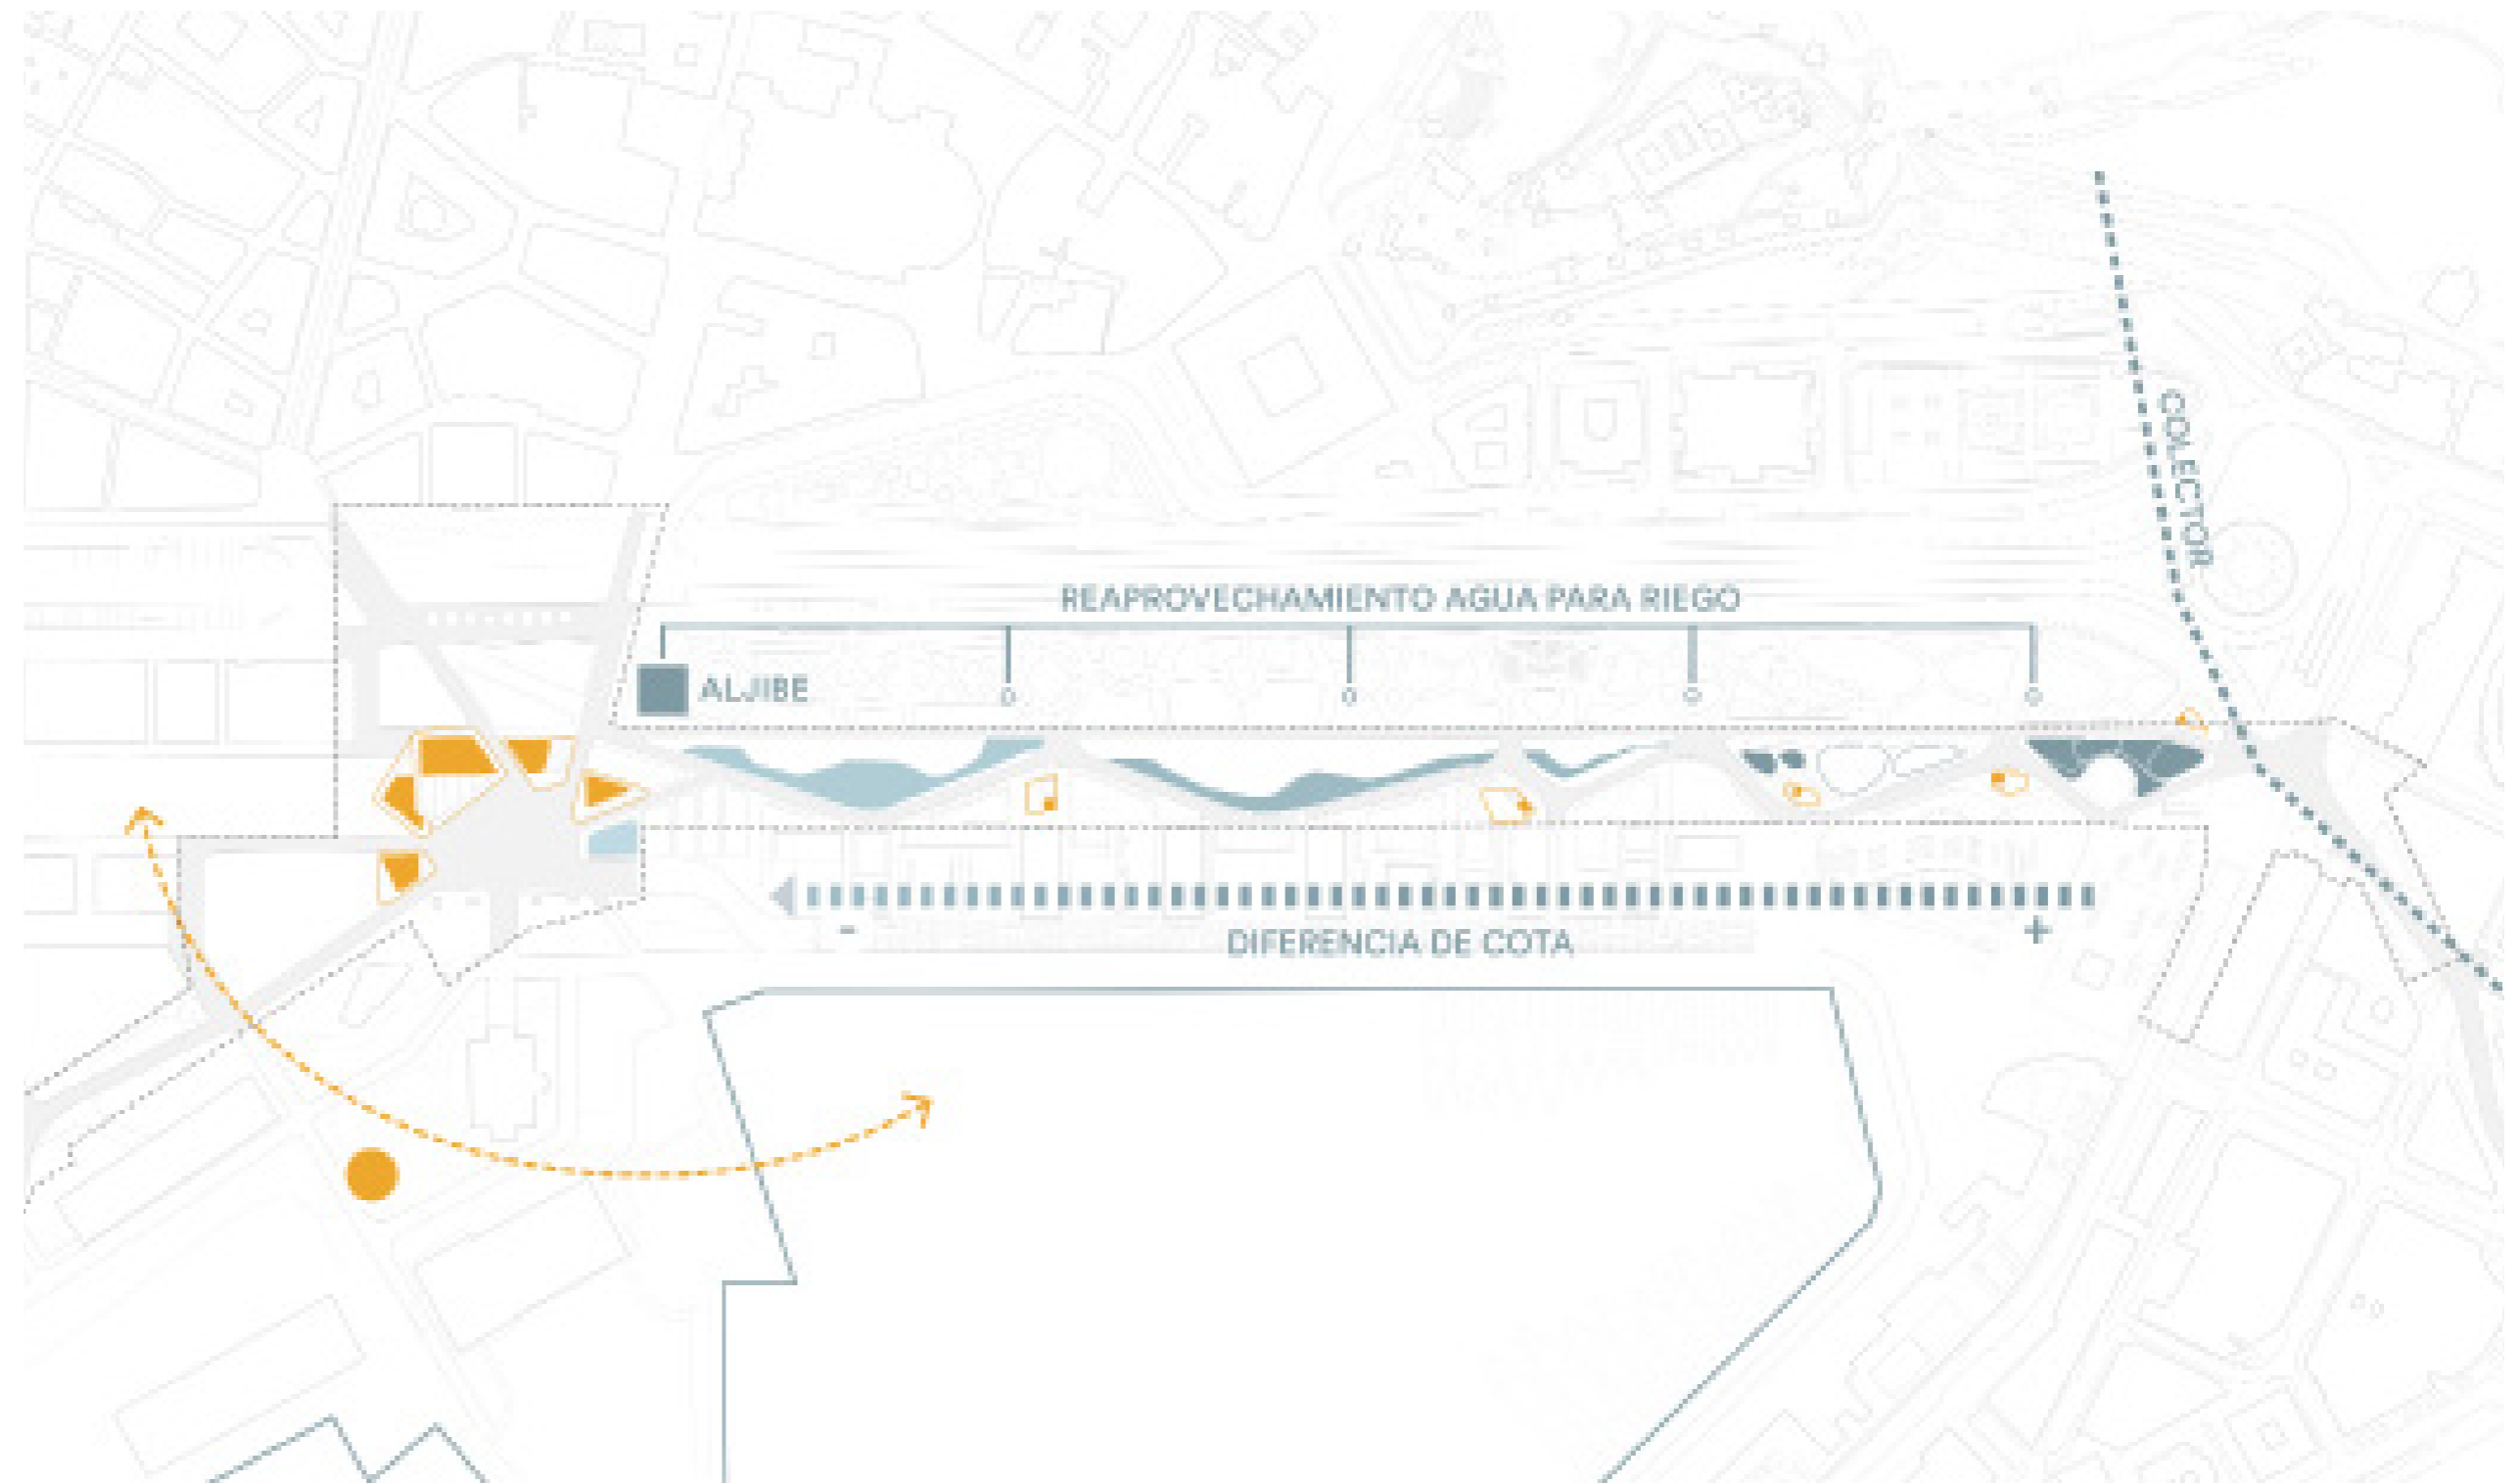 COLECTOR
REAPROVECHAMIENTO AGUA PARA RIEGO
ALJIBE
- +
DIFERENCIA DE COTA